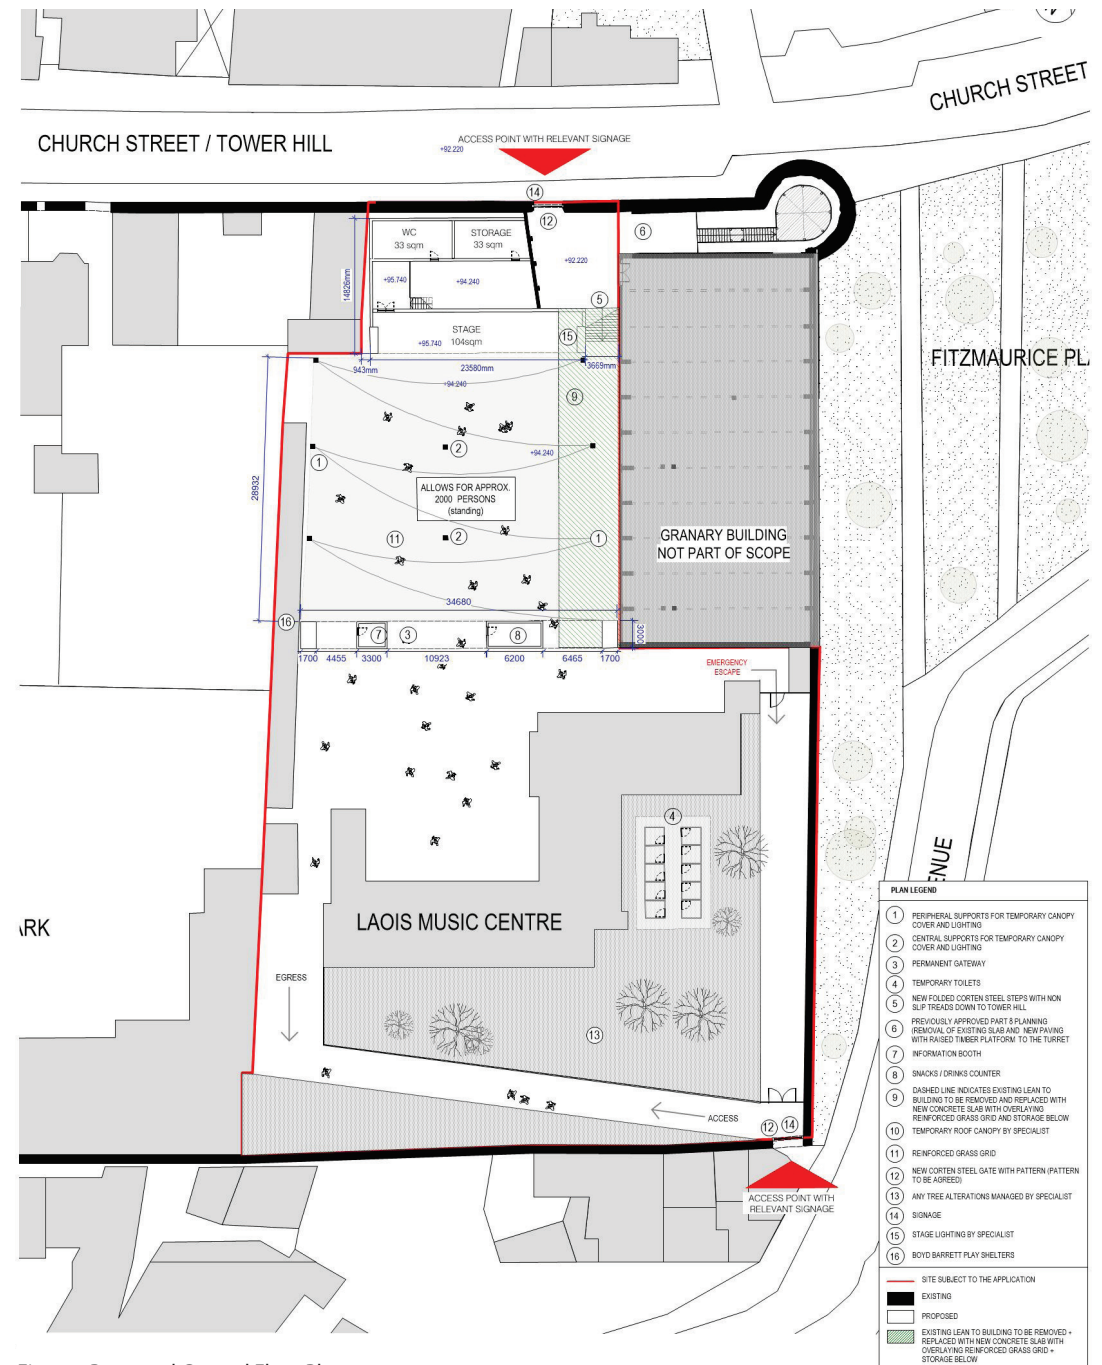 CHURCH STREET
CHURCH STREET / TOWER HILL
ACCESS POINT WITH RELEVANT SIGNAGE
+92.220
14
12
6
WC
33 sqm
STORAGE
33 sqm
+92.220
+95.740
+94.240
14826mm
5
STAGE
104sqm
+95.740
15
943mm
23580mm
3669mm
+94.240
FITZMAURICE PL
9
2
+94.240
1
28932
ALLOWS FOR APPROX.
2000 PERSONS
(standing)
11
2
1
GRANARY BUILDING
NOT PART OF SCOPE
34680
16
7
3
8
3000
1700
4455
3300
10923
6200
6465
1700
EMERGENCY
ESCAPE
4
ENUE
LAOIS MUSIC CENTRE
ARK
EGRESS
13
ACCESS
12
14
ACCESS POINT WITH
RELEVANT SIGNAGE
PLAN LEGEND
1 PERIPHERAL SUPPORTS FOR TEMPORARY CANOPY
COVER AND LIGHTING
2 CENTRAL SUPPORTS FOR TEMPORARY CANOPY
COVER AND LIGHTING
3 PERMANENT GATEWAY
4 TEMPORARY TOILETS
5 NEW FOLDED CORTEN STEEL STEPS WITH NON
SLIP TREADS DOWN TO TOWER HILL
6 PREVIOUSLY APPROVED PART 8 PLANNING
(REMOVAL OF EXISTING SLAB AND NEW PAVING
WITH RAISED TIMBER PLATFORM TO THE TURRET
7 INFORMATION BOOTH
8 SNACKS / DRINKS COUNTER
9 DASHED LINE INDICATES EXISTING LEAN TO
BUILDING TO BE REMOVED AND REPLACED WITH
NEW CONCRETE SLAB WITH OVERLAYING
REINFORCED GRASS GRID AND STORAGE BELOW
10 TEMPORARY ROOF CANOPY BY SPECIALIST
11 REINFORCED GRASS GRID
12 NEW CORTEN STEEL GATE WITH PATTERN (PATTERN
TO BE AGREED)
13 ANY TREE ALTERATIONS MANAGED BY SPECIALIST
14 SIGNAGE
15 STAGE LIGHTING BY SPECIALIST
16 BOYD BARRETT PLAY SHELTERS
SITE SUBJECT TO THE APPLICATION
EXISTING
PROPOSED
EXISTING LEAN TO BUILDING TO BE REMOVED +
REPLACED WITH NEW CONCRETE SLAB WITH
OVERLAYING REINFORCED GRASS GRID +
STORAGE BELOW